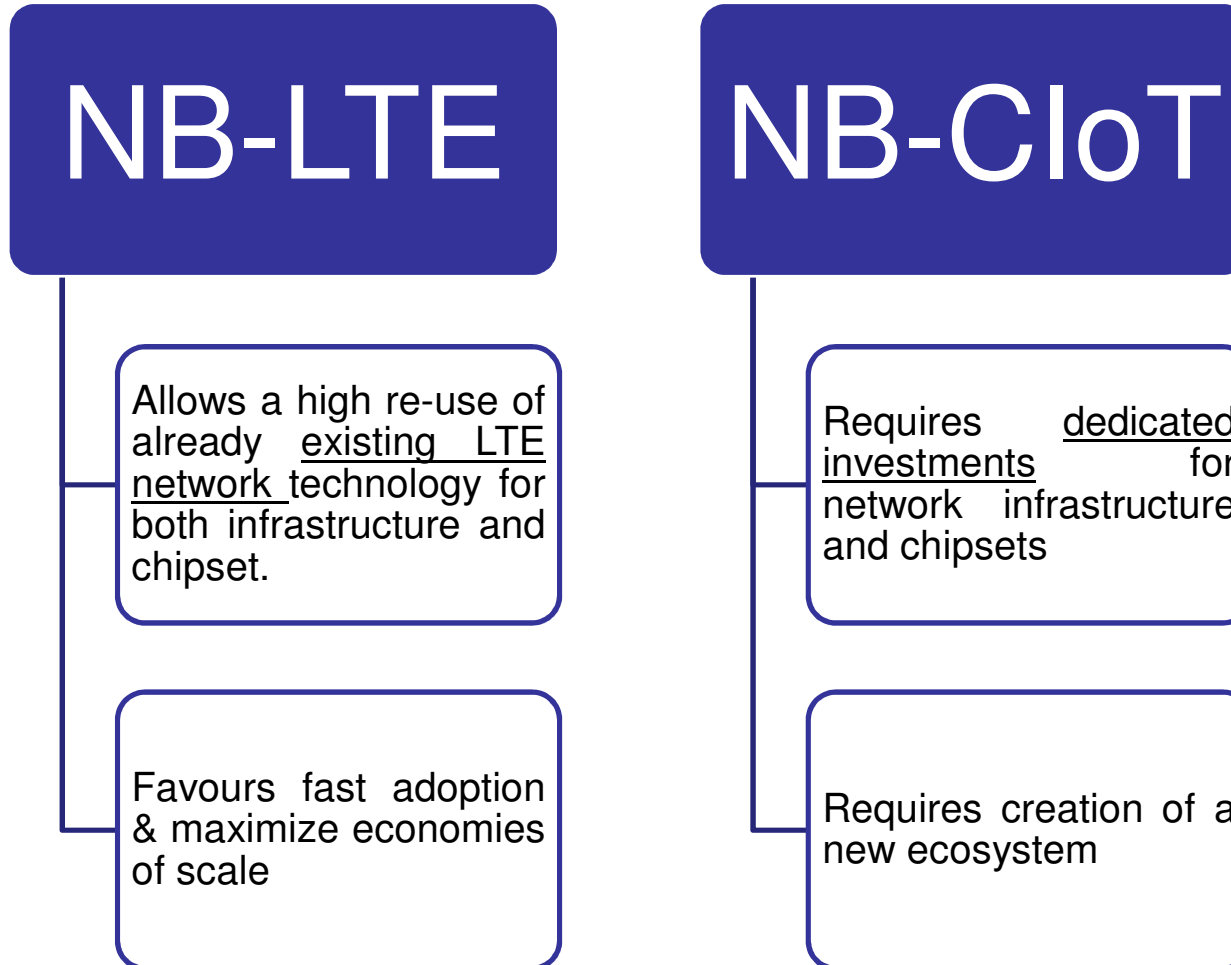 NB-LTE
Allows a high re-use of
already existing LTE
network technology for
both infrastructure and
chipset.
Favours fast adoption
& maximize economies
of scale
NB-CIoT
Requires dedicated
investments for
network infrastructure
and chipsets
Requires creation of a
new ecosystem